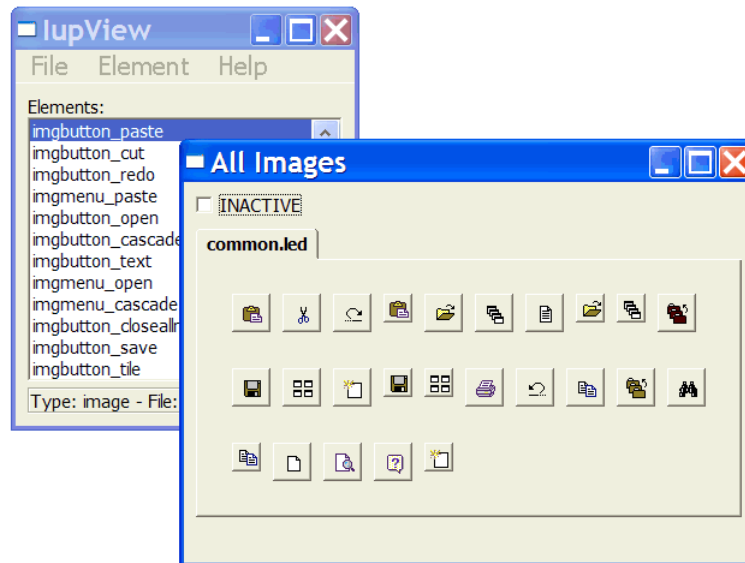 IupView
File Element Help
Elements:
imgbutton_paste
imgbutton_cut
imgbutton_redo
imgmenu_paste
imgbutton_open
imgbutton_cascade
imgbutton_text
imgmenu_open
imgmenu_cascade
imgbutton_closeall
imgbutton_save
imgbutton_tile
Type: image - File:
All Images
INACTIVE
common.led